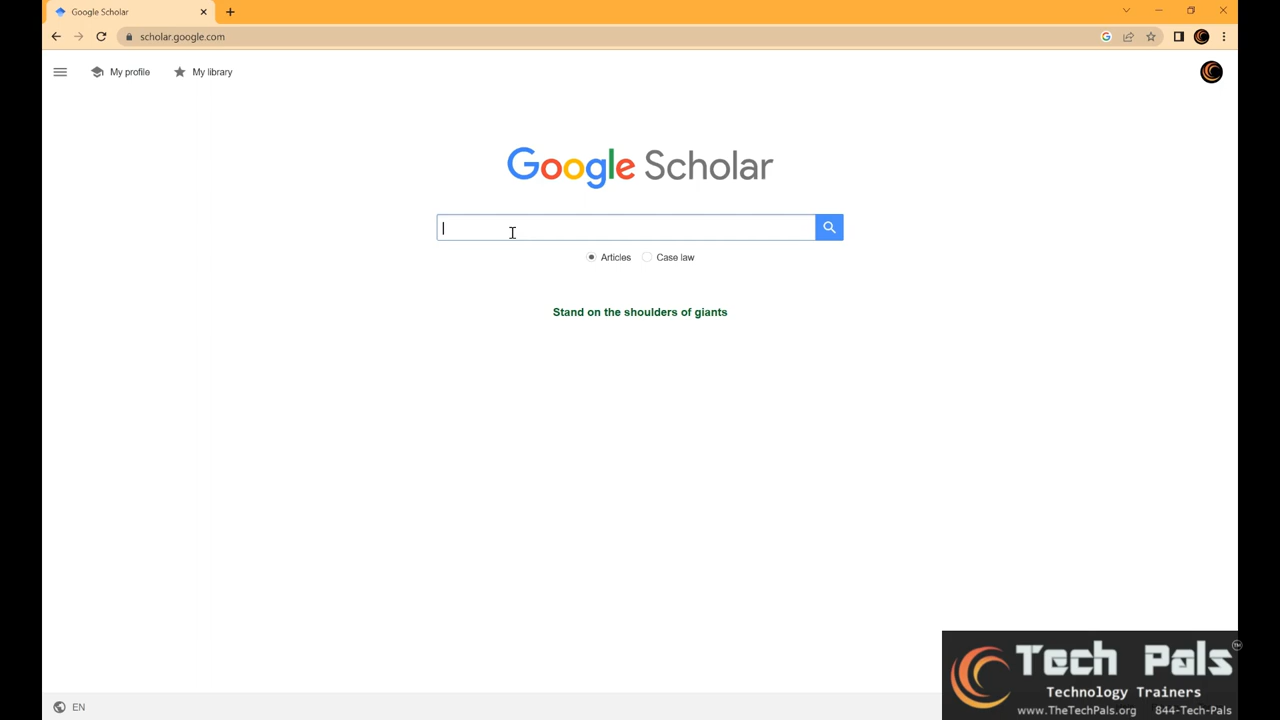 Google Scholar
scholar.google.com
My profile
My library
Google Scholar
Articles
Case law
Stand on the shoulders of giants
EN
Tech Pals™
Technology Trainers
www.TheTechPals.org 844-Tech-Pals